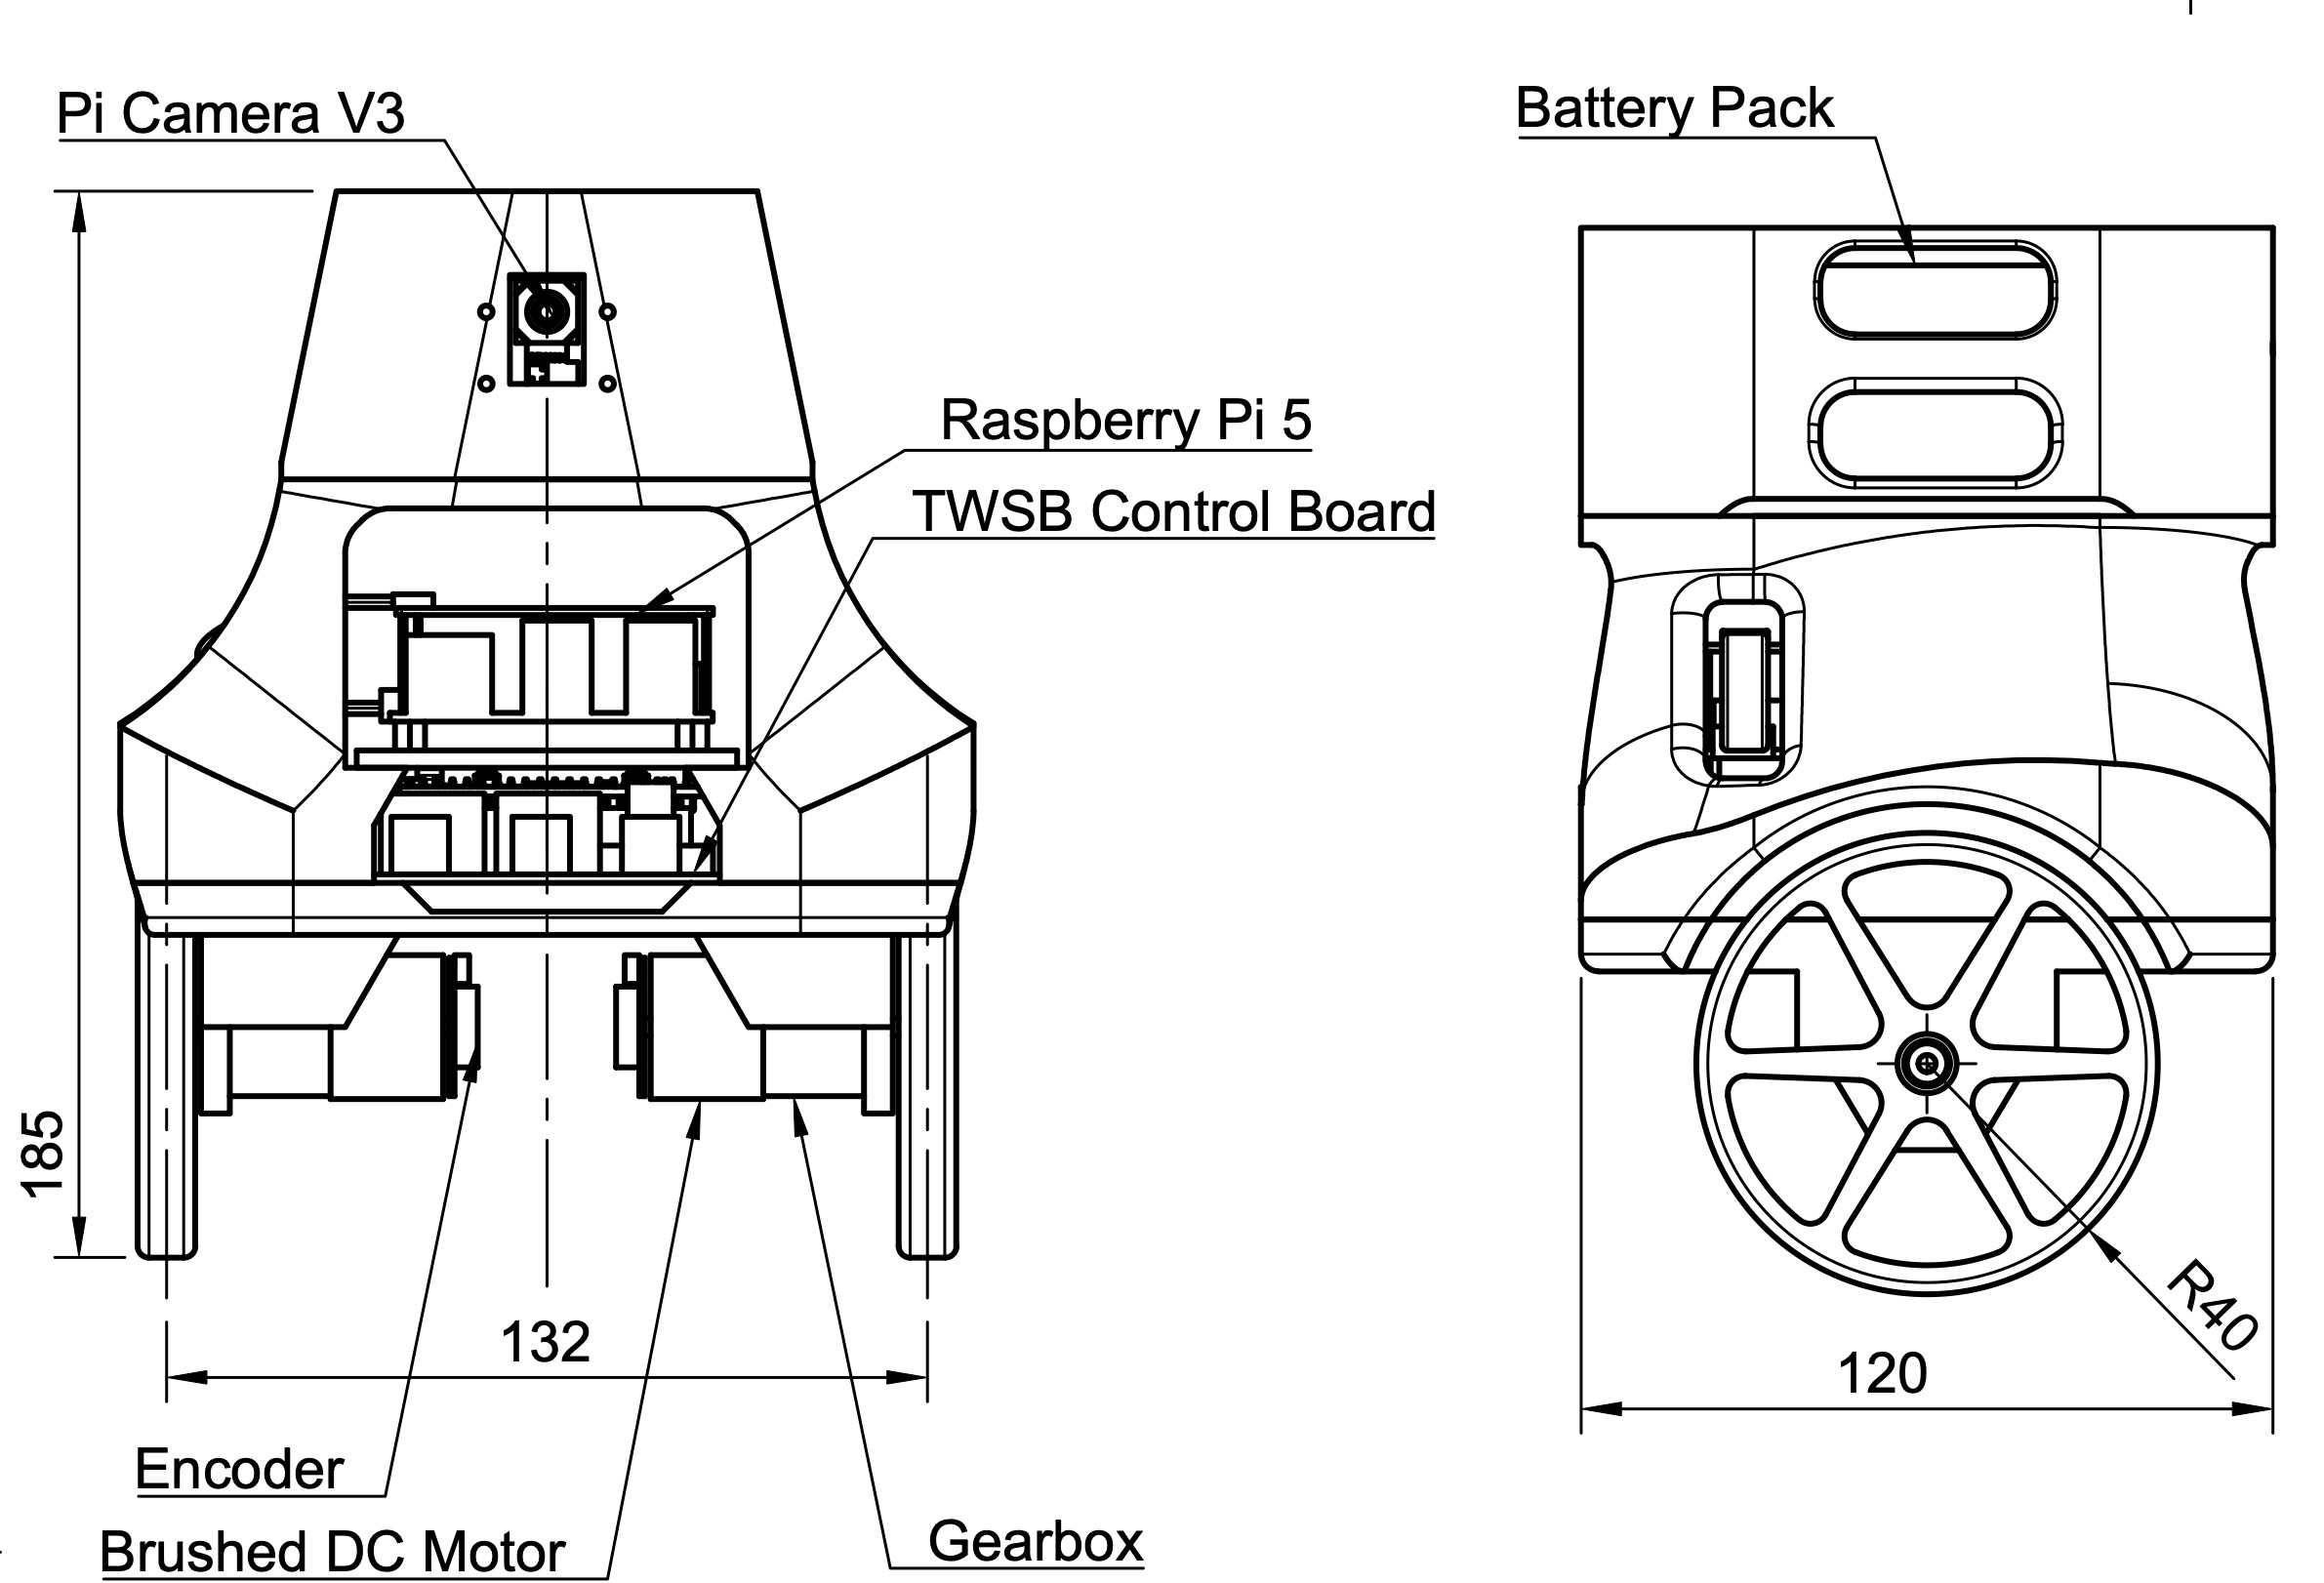 Pi Camera V3
Battery Pack
Raspberry Pi 5
TWSB Control Board
185
132
R40
120
Encoder
Brushed DC Motor
Gearbox